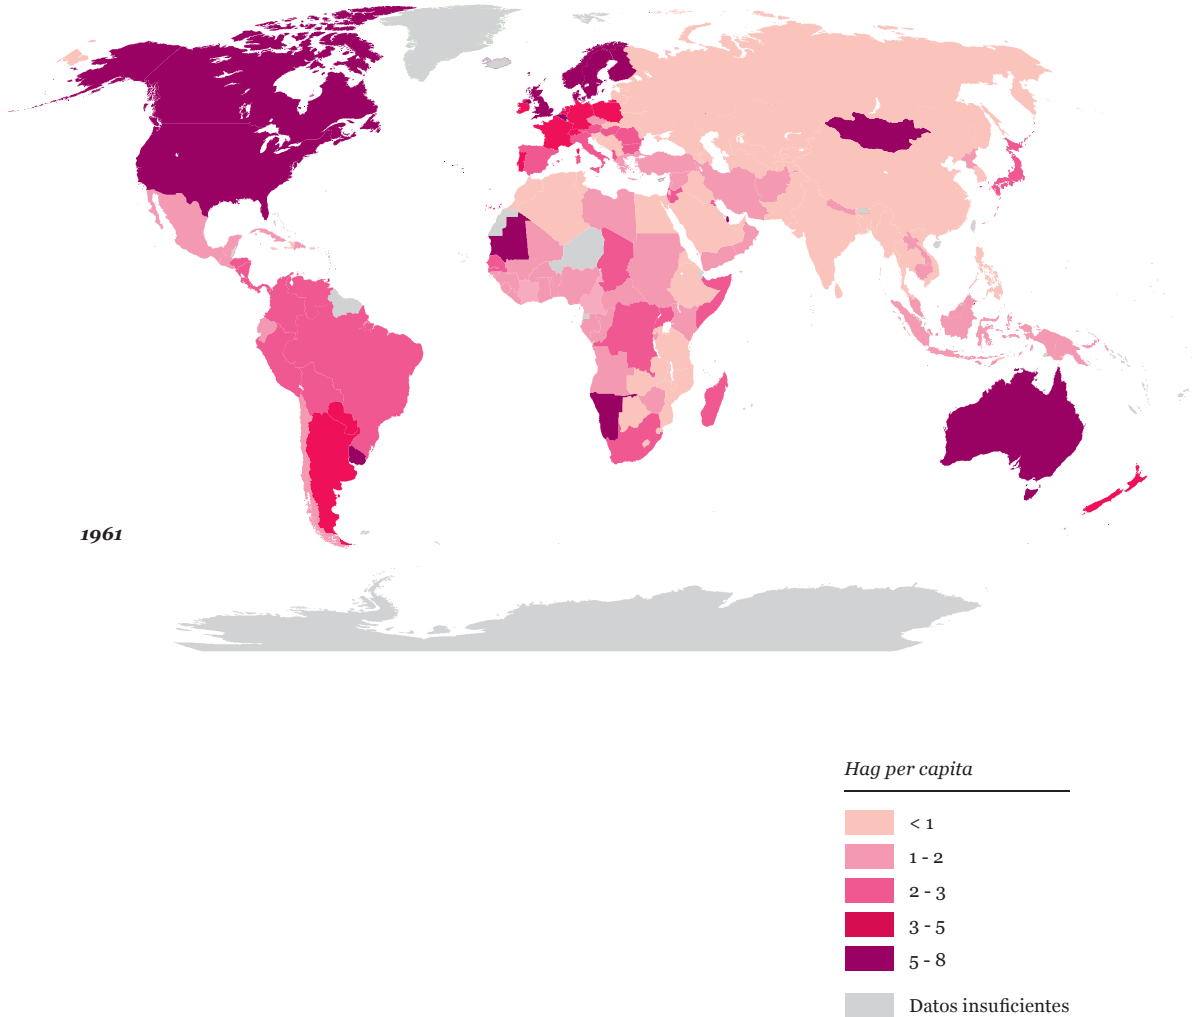 1961
Hag per capita
< 1
1 - 2
2 - 3
3 - 5
5 - 8
Datos insuficientes